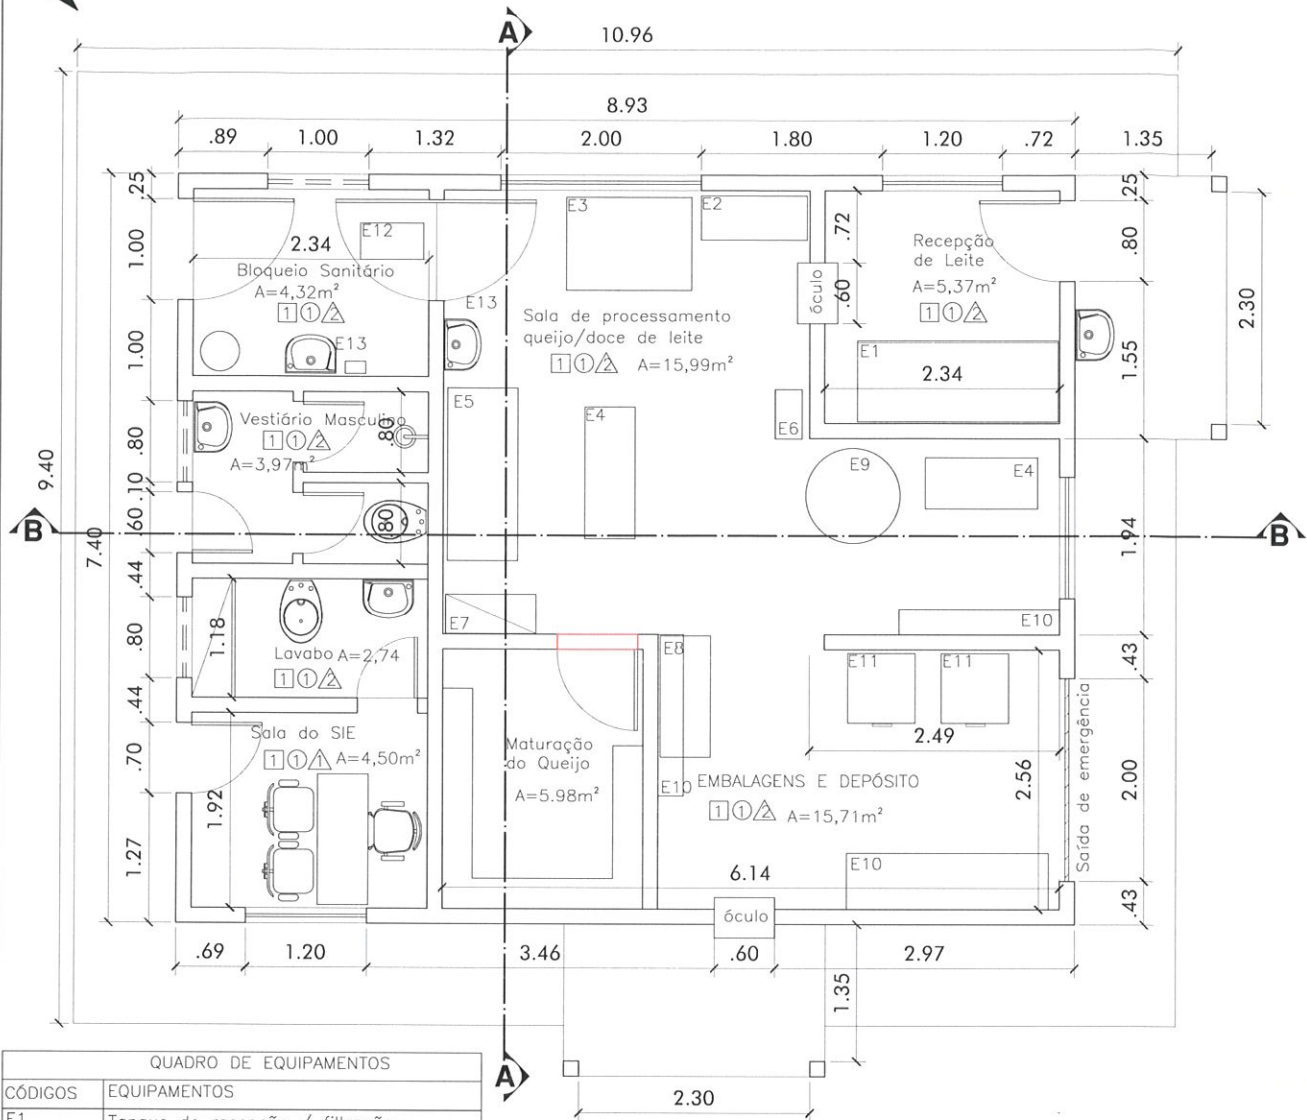 A
10.96
8.93
.89 1.00 1.32 2.00 1.80 1.20 .72 1.35
.25
1.00
1.00
.80
.10
.60
.44
.80
.44
.70
1.27
9.40
7.40
E12
2.34
Bloqueio Sanitário
A=4,32m²
1 1 2
E13
E13
E3
E2
Sala de processamento
queijo/doce de leite
1 1 2 A=15,99m²
.72
óculo
.60
Recepção
de Leite
A=5,37m²
1 1 2
E1
2.34
.25
.80
1.55
2.30
Vestiário Masculino
1 1 2
A=3,97m²
.80
.80
E5
E4
E6
E9
E4
B
B
1.94
1.18
Lavabo A=2,74
1 1 2
E7
E8
E10
E11
E11
.43
2.49
Sala do SIE
1 1 1 A=4,50m²
1.92
Maturação
do Queijo
A=5.98m²
E10
EMBALAGENS E DEPÓSITO
1 1 2 A=15,71m²
2.56
Saída de emergência
2.00
E10
6.14
óculo
.43
.69 1.20 3.46 .60 2.97
1.35
A
2.30
QUADRO DE EQUIPAMENTOS
CÓDIGOS EQUIPAMENTOS
E1 Tanque de recepção / filtração